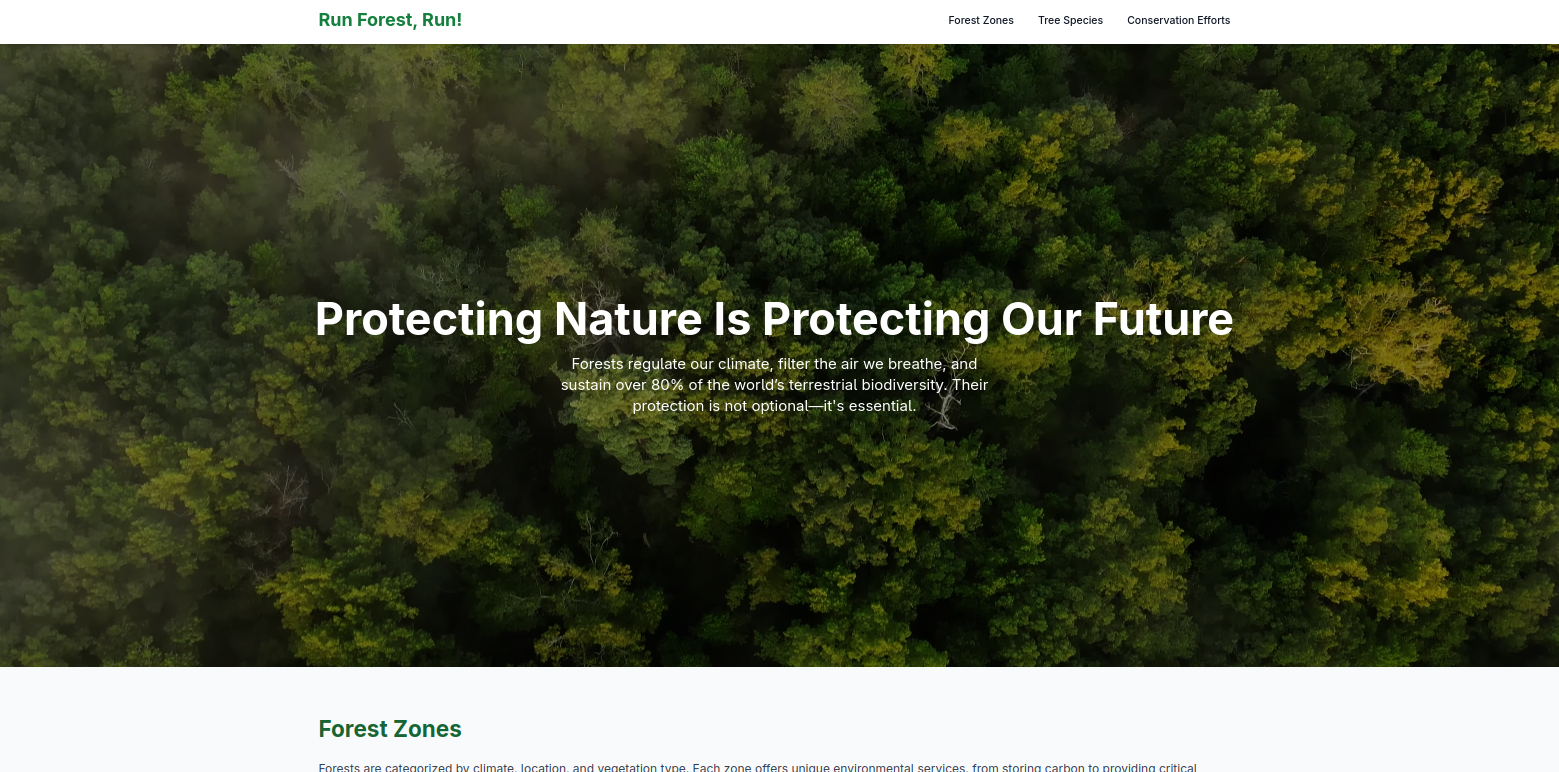 Run Forest, Run!
Forest Zones
Tree Species
Conservation Efforts
Protecting Nature Is Protecting Our Future
Forests regulate our climate, filter the air we breathe, and
sustain over 80% of the world’s terrestrial biodiversity. Their
protection is not optional—it's essential.
Forest Zones
Forests are categorized by climate, location, and vegetation type. Each zone offers unique environmental services, from storing carbon to providing critical